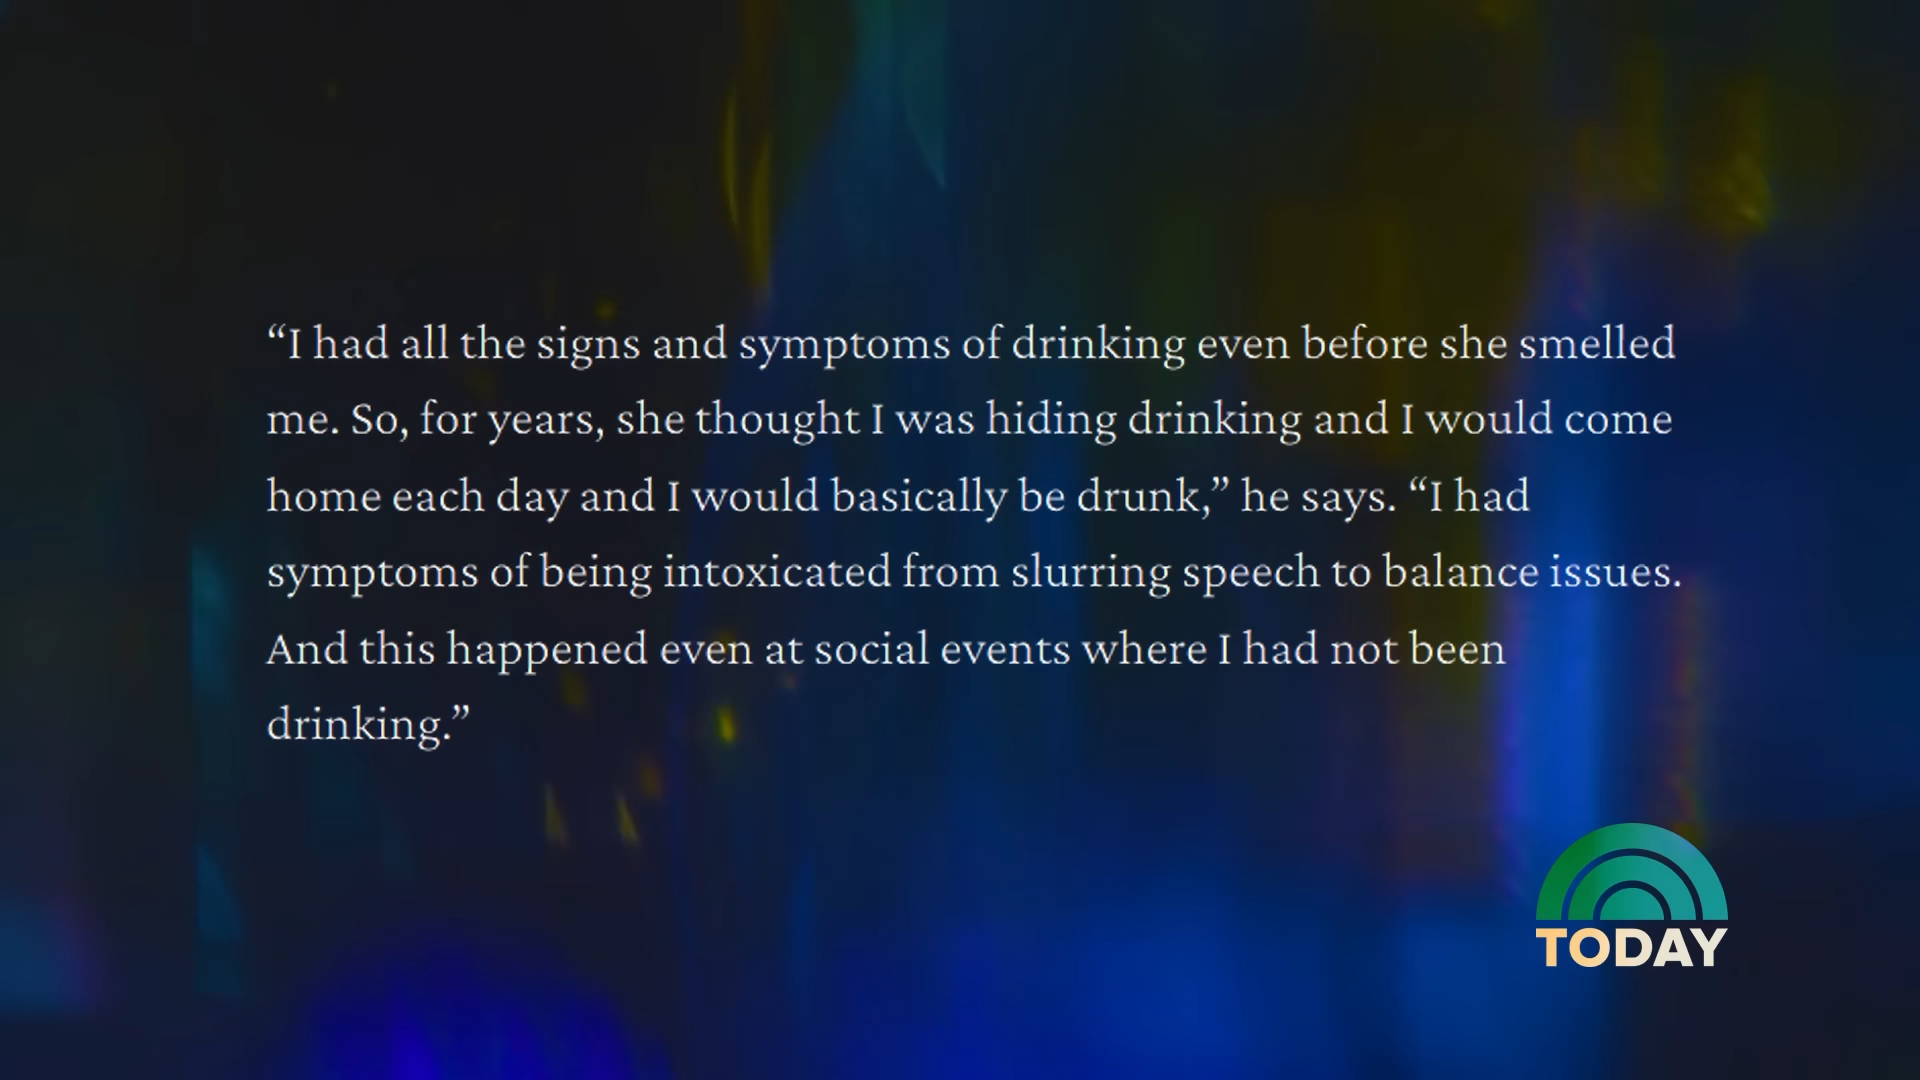 “I had all the signs and symptoms of drinking even before she smelled
me. So, for years, she thought I was hiding drinking and I would come
home each day and I would basically be drunk,” he says. “I had
symptoms of being intoxicated from slurring speech to balance issues.
And this happened even at social events where I had not been
drinking.”
TODAY